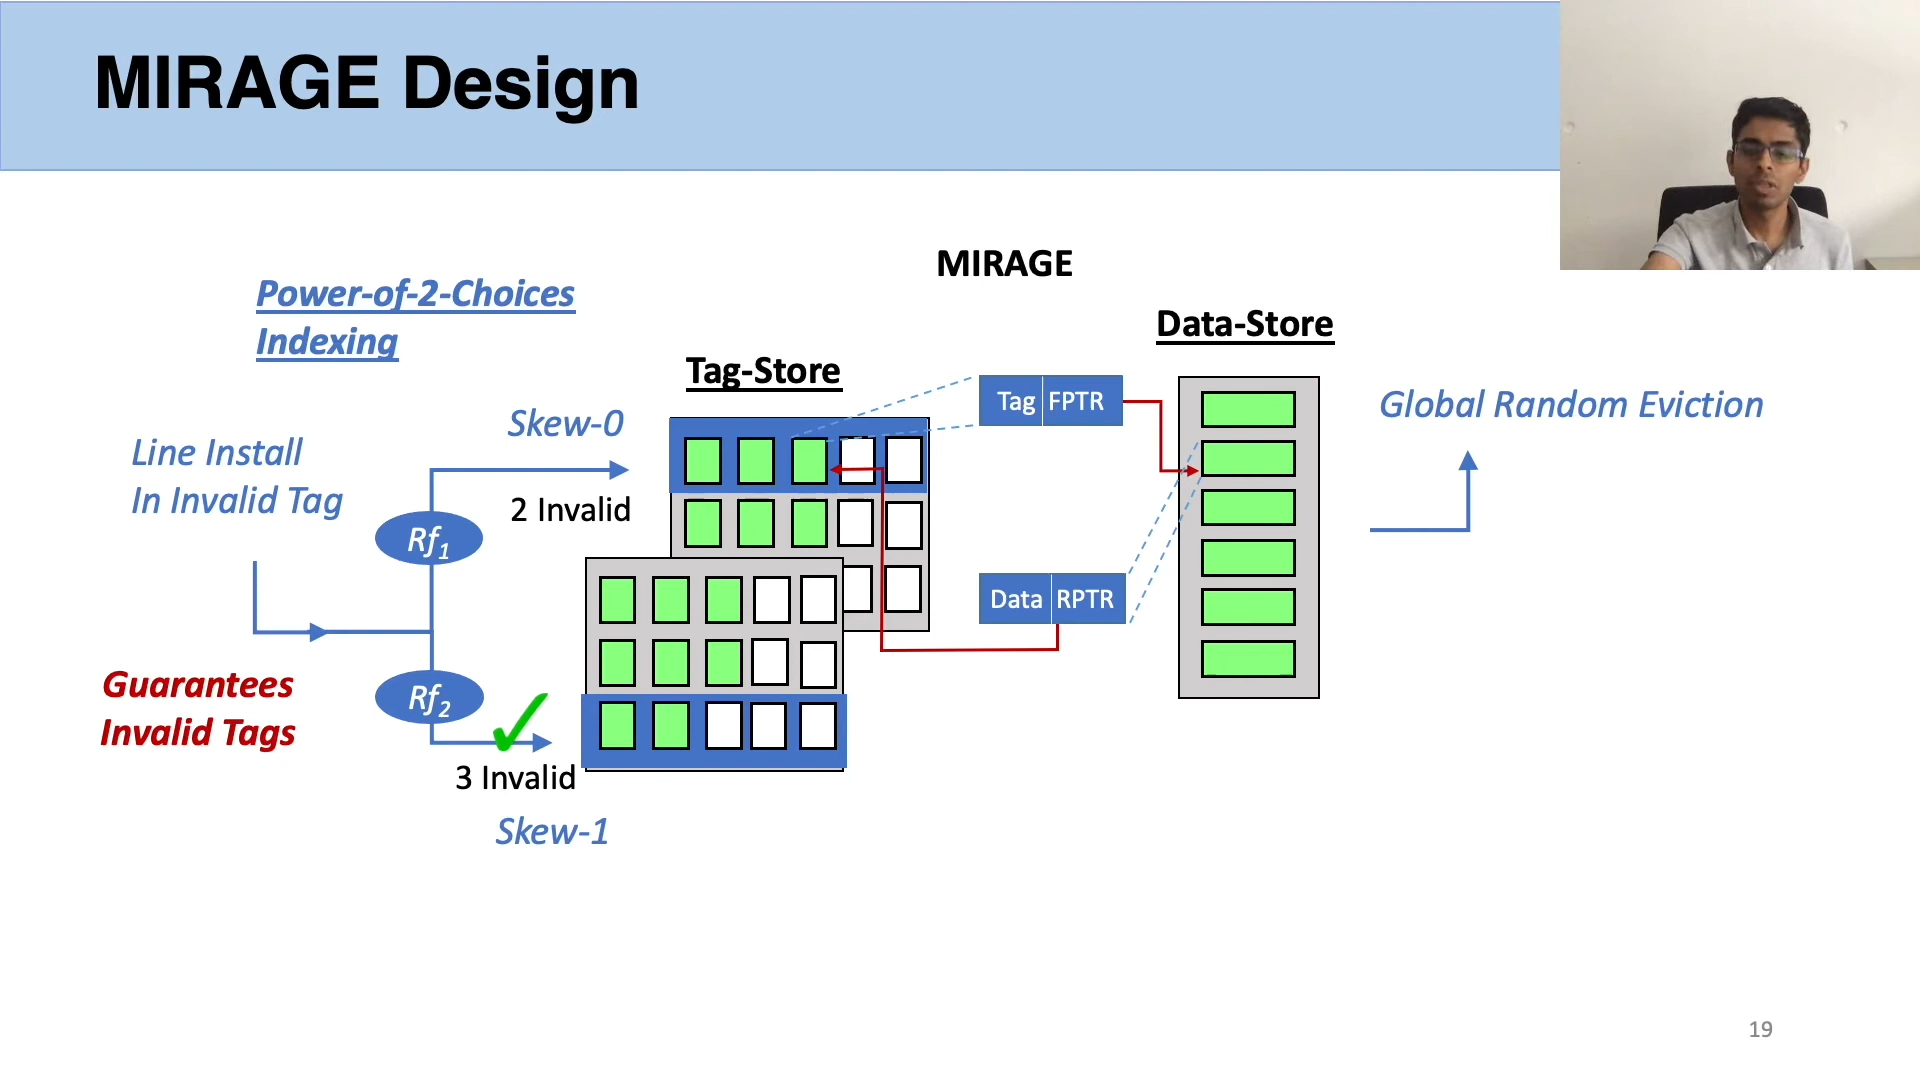 MIRAGE Design
MIRAGE
Power-of-2-Choices
Indexing
Data-Store
Tag-Store
Tag FPTR
Global Random Eviction
Skew-0
Line Install
In Invalid Tag
2 Invalid
Rf1
Data RPTR
Guarantees
Invalid Tags
Rf2
3 Invalid
Skew-1
19